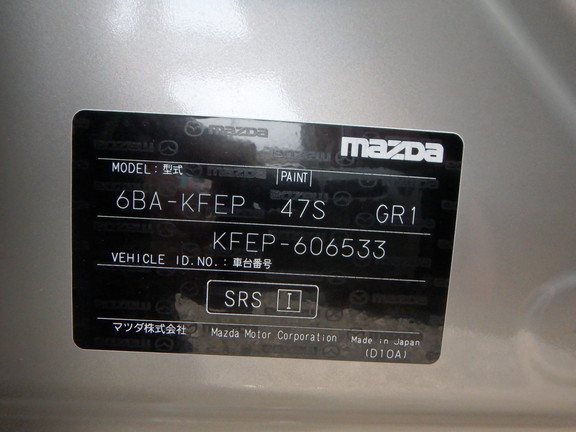 mazda
mazda
MODEL：型式 PAINT
6BA-KFEP 47S GR1
KFEP-606533
VEHICLE ID.NO.：車台番号
SRS I
マツダ株式会社 Mazda Motor Corporation Made in Japan
(D10A)